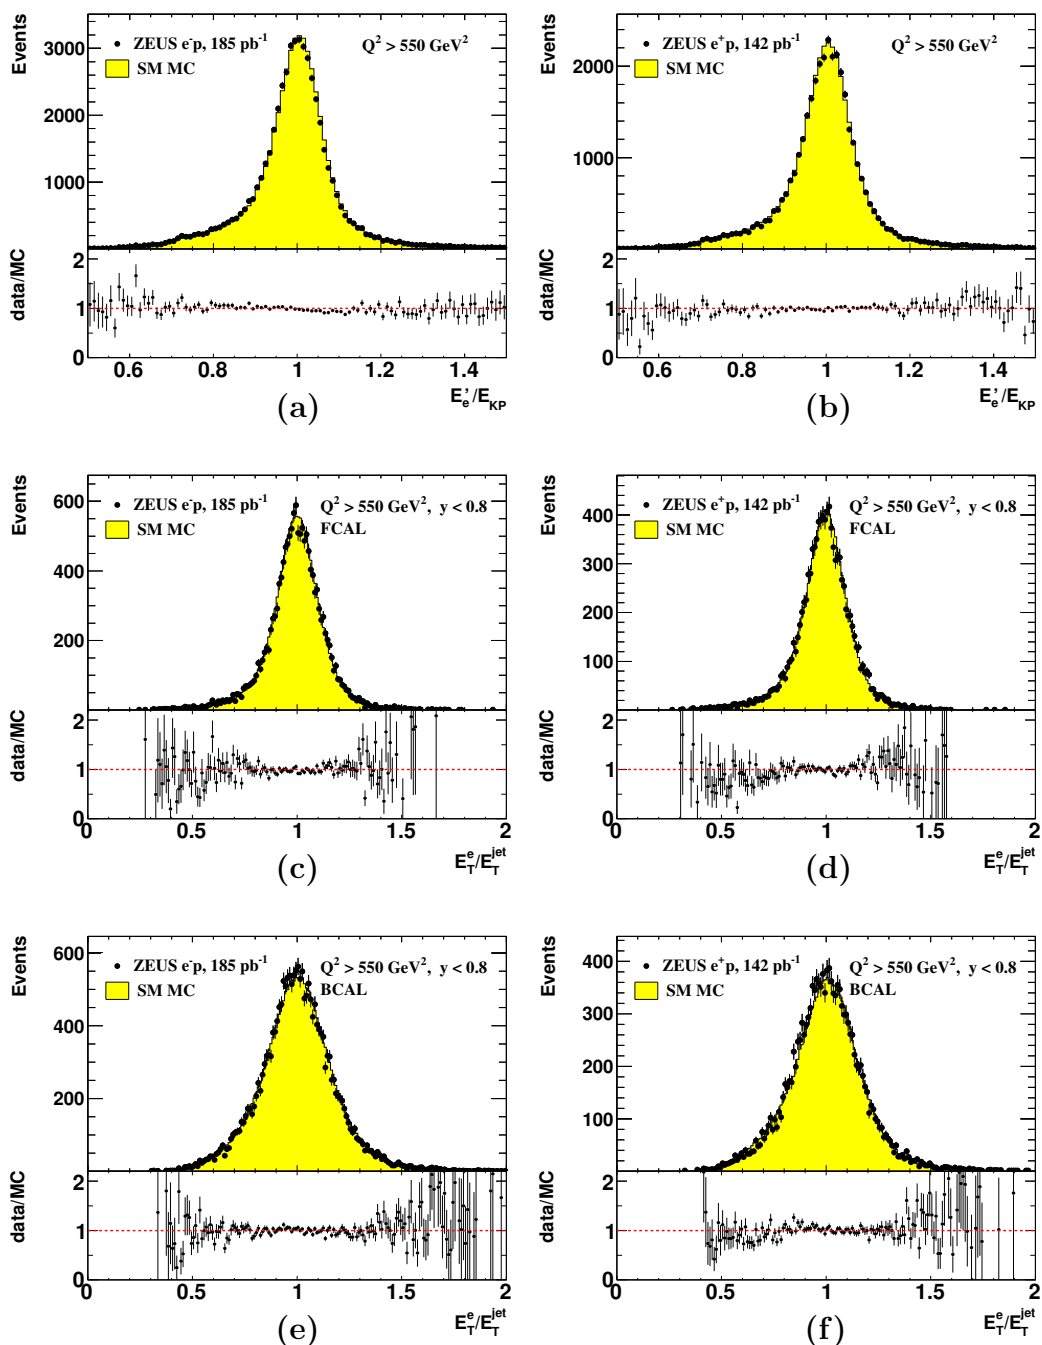 Events
3000
2000
1000
ZEUS e⁻p, 185 pb⁻¹
Q² > 550 GeV²
SM MC
data/MC
2
1
0
0.6 0.8 1 1.2 1.4
E'ₑ/E_KP
(a)
Events
2000
1000
ZEUS e⁺p, 142 pb⁻¹
Q² > 550 GeV²
SM MC
data/MC
2
1
0
0.6 0.8 1 1.2 1.4
E'ₑ/E_KP
(b)
Events
600
400
200
ZEUS e⁻p, 185 pb⁻¹
Q² > 550 GeV², y < 0.8
SM MC
FCAL
data/MC
2
1
0
0 0.5 1 1.5 2
E_T^e/E_T^jet
(c)
Events
400
300
200
100
ZEUS e⁺p, 142 pb⁻¹
Q² > 550 GeV², y < 0.8
SM MC
FCAL
data/MC
2
1
0
0 0.5 1 1.5 2
E_T^e/E_T^jet
(d)
Events
600
400
200
ZEUS e⁻p, 185 pb⁻¹
Q² > 550 GeV², y < 0.8
SM MC
BCAL
data/MC
2
1
0
0 0.5 1 1.5 2
E_T^e/E_T^jet
(e)
Events
400
300
200
100
ZEUS e⁺p, 142 pb⁻¹
Q² > 550 GeV², y < 0.8
SM MC
BCAL
data/MC
2
1
0
0 0.5 1 1.5 2
E_T^e/E_T^jet
(f)